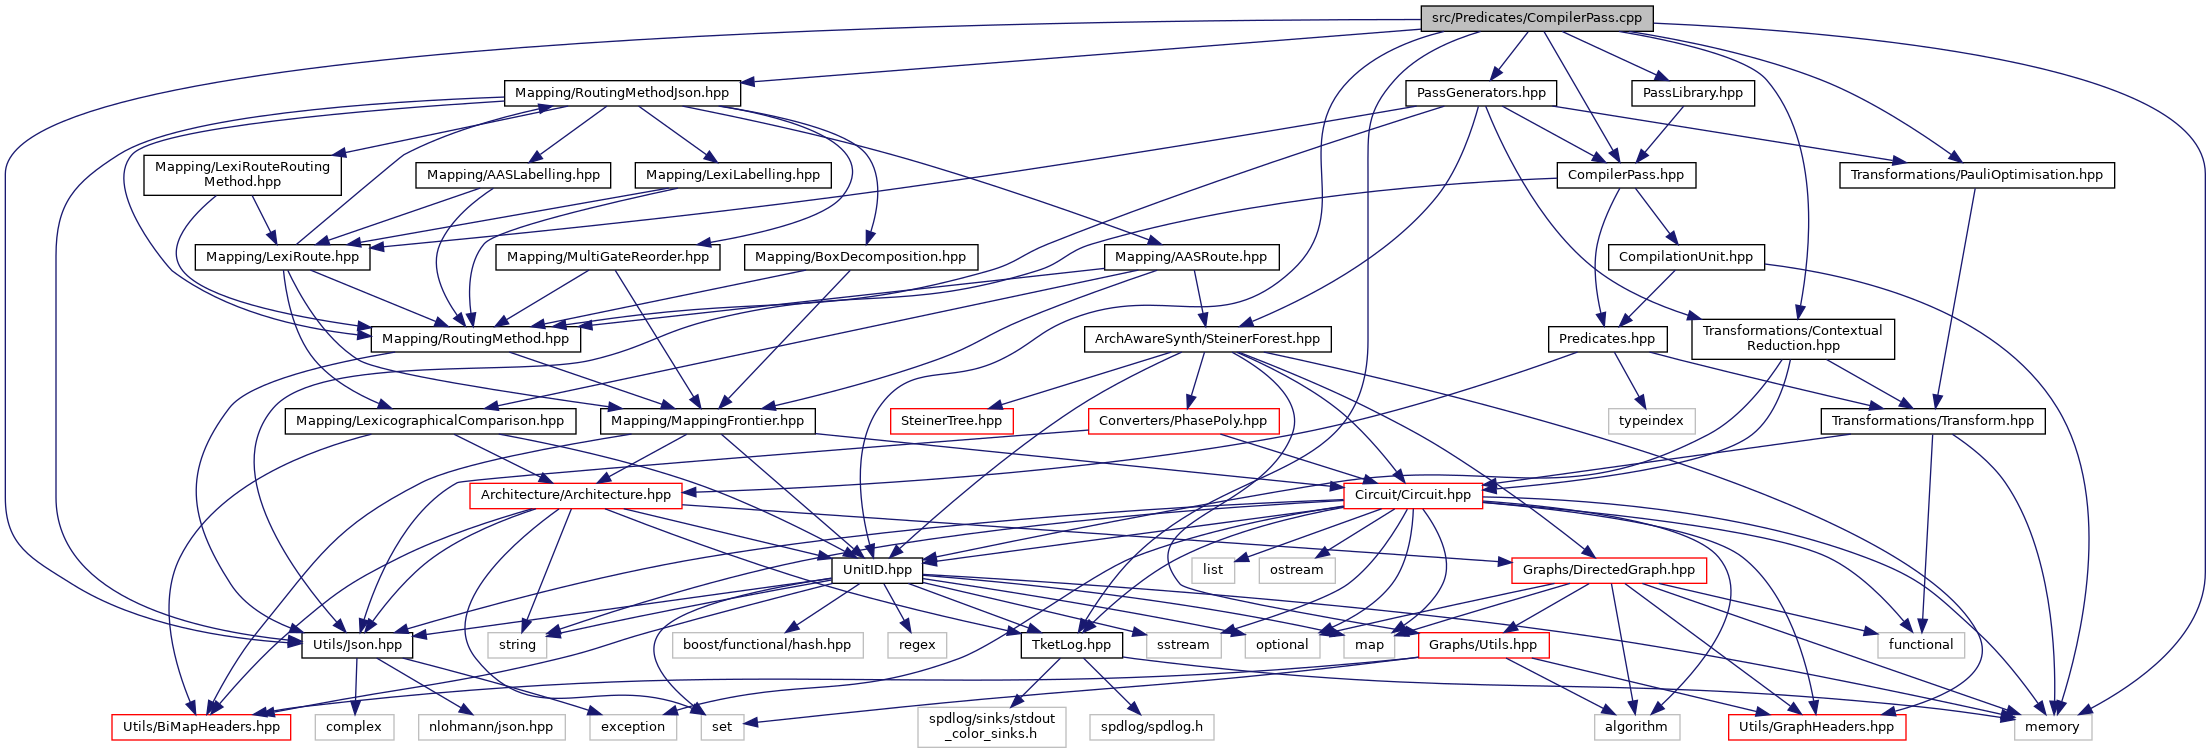 src/Predicates/CompilerPass.cpp
Mapping/RoutingMethodJson.hpp
PassGenerators.hpp
PassLibrary.hpp
Mapping/LexiRouteRouting
Method.hpp
Mapping/AASLabelling.hpp
Mapping/LexiLabelling.hpp
CompilerPass.hpp
Transformations/PauliOptimisation.hpp
Mapping/LexiRoute.hpp
Mapping/MultiGateReorder.hpp
Mapping/BoxDecomposition.hpp
Mapping/AASRoute.hpp
CompilationUnit.hpp
Mapping/RoutingMethod.hpp
ArchAwareSynth/SteinerForest.hpp
Predicates.hpp
Transformations/Contextual
Reduction.hpp
Mapping/LexicographicalComparison.hpp
Mapping/MappingFrontier.hpp
SteinerTree.hpp
Converters/PhasePoly.hpp
typeindex
Transformations/Transform.hpp
Architecture/Architecture.hpp
Circuit/Circuit.hpp
UnitID.hpp
list
ostream
Graphs/DirectedGraph.hpp
Utils/Json.hpp
string
boost/functional/hash.hpp
regex
TketLog.hpp
sstream
optional
map
Graphs/Utils.hpp
functional
Utils/BiMapHeaders.hpp
complex
nlohmann/json.hpp
exception
set
spdlog/sinks/stdout
_color_sinks.h
spdlog/spdlog.h
algorithm
Utils/GraphHeaders.hpp
memory